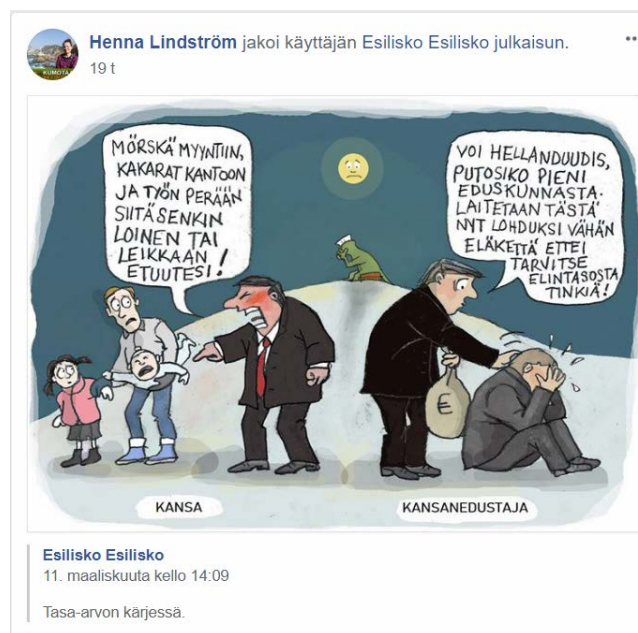 Henna Lindström jakoi käyttäjän Esilisko Esilisko julkaisun.
19 t
KUMOTA
MÖRSKÄ MYYNTIIN,
KAKARAT KANTOON
JA TYÖN PERÄÄN
SIITÄ SENKIN
LOINEN TAI
LEIKKAAN
ETUUTESI!
VOI HELLANDUUDIS,
PUTOSIKO PIENI
EDUSKUNNASTA.
LAITETAAN TÄSTÄ
NYT LOHDUKSI VÄHÄN
ELÄKETTÄ ETTEI
TARVITSE
ELINTASOSTA
TINKIÄ!
€
KANSA
KANSANEDUSTAJA
Esilisko Esilisko
11. maaliskuuta kello 14:09
Tasa-arvon kärjessä.